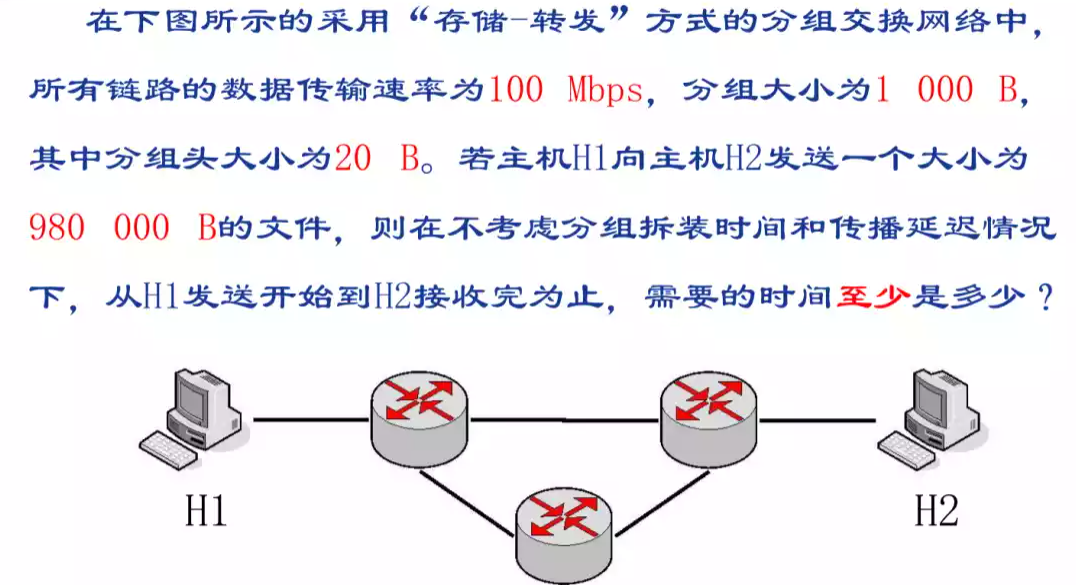 在下图所示的采用“存储-转发”方式的分组交换网络中，
所有链路的数据传输速率为100 Mbps，分组大小为1 000 B，
其中分组头大小为20 B。若主机H1向主机H2发送一个大小为
980 000 B的文件，则在不考虑分组拆装时间和传播延迟情况
下，从H1发送开始到H2接收完为止，需要的时间至少是多少？
H1
H2